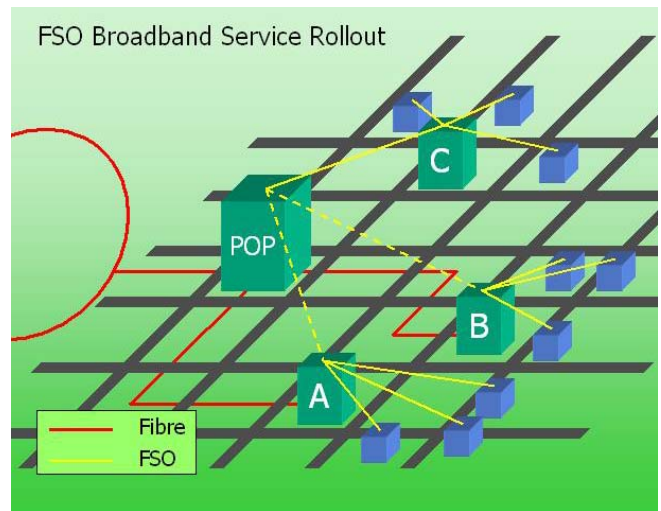 FSO Broadband Service Rollout
C
POP
B
A
Fibre
FSO